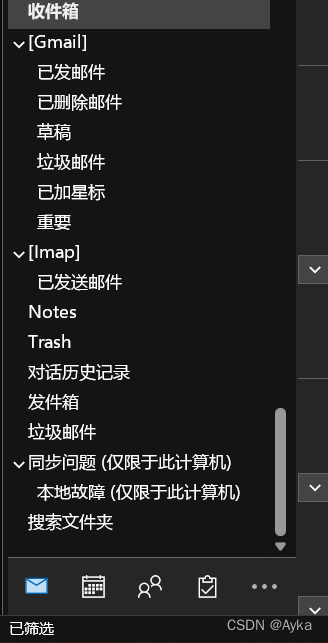 收件箱
[Gmail]
已发邮件
已删除邮件
草稿
垃圾邮件
已加星标
重要
[Imap]
已发送邮件
Notes
Trash
对话历史记录
发件箱
垃圾邮件
同步问题 (仅限于此计算机)
本地故障 (仅限于此计算机)
搜索文件夹
已筛选
CSDN @Ayka